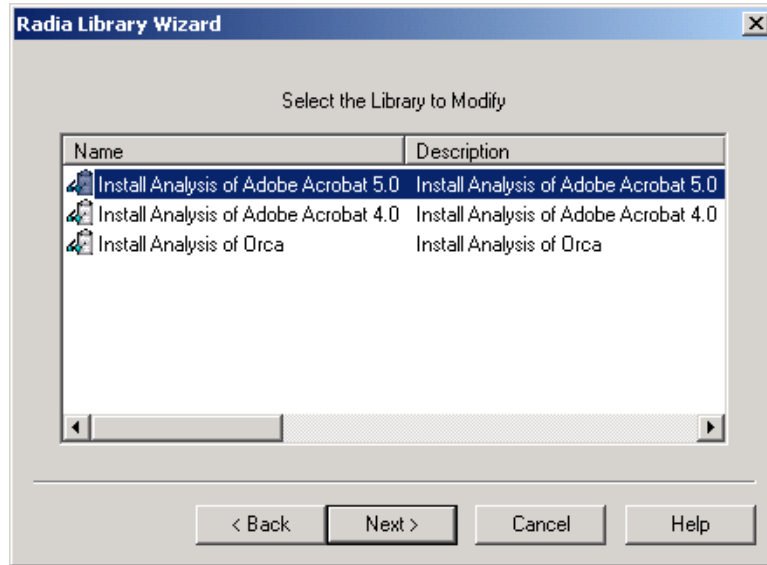 Radia Library Wizard
Select the Library to Modify
Name Description
Install Analysis of Adobe Acrobat 5.0 Install Analysis of Adobe Acrobat 5.0
Install Analysis of Adobe Acrobat 4.0 Install Analysis of Adobe Acrobat 4.0
Install Analysis of Orca Install Analysis of Orca
< Back Next > Cancel Help